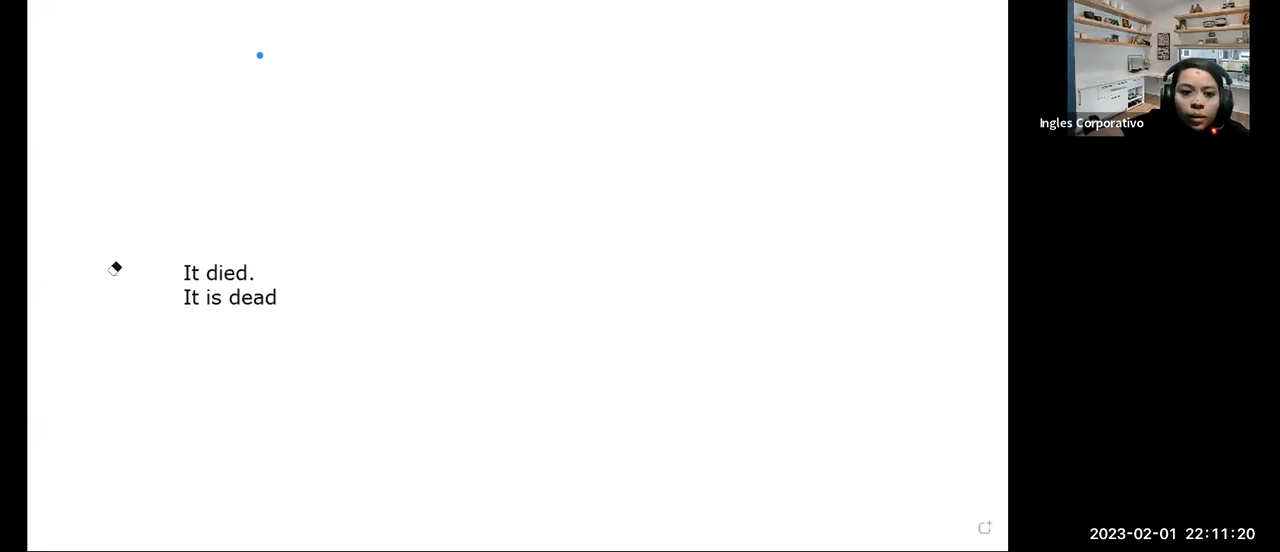 It died.
It is dead
Ingles Corporativo
2023-02-01 22:11:20